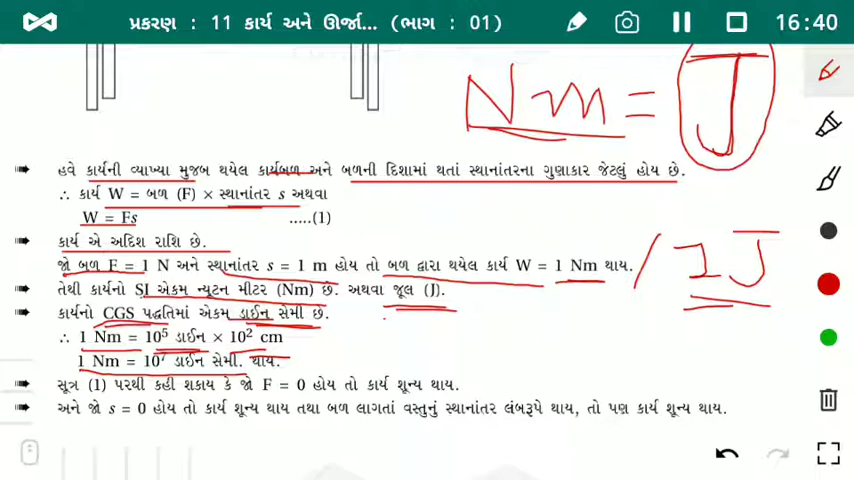 પ્રકરણ : 11 કાર્ય અને ઊર્જા... (ભાગ : 01)
16:40
Nm = J
હવે કાર્યની વ્યાખ્યા મુજબ થયેલ કાર્યબળ અને બળની દિશામાં થતાં સ્થાનાંતરના ગુણાકાર જેટલું હોય છે.
∴ કાર્ય W = બળ (F) × સ્થાનાંતર s અથવા
W = Fs .....(1)
કાર્ય એ અદિશ રાશિ છે.
જો બળ F = 1 N અને સ્થાનાંતર s = 1 m હોય તો બળ દ્વારા થયેલ કાર્ય W = 1 Nm થાય. / 1 J
તેથી કાર્યનો SI એકમ ન્યૂટન મીટર (Nm) છે. અથવા જૂલ (J).
કાર્યનો CGS પદ્ધતિમાં એકમ ડાઈન સેમી છે.
∴ 1 Nm = 10⁵ ડાઈન × 10² cm
1 Nm = 10⁷ ડાઈન સેમી. થાય.
સૂત્ર (1) પરથી કહી શકાય કે જો F = 0 હોય તો કાર્ય શૂન્ય થાય.
અને જો s = 0 હોય તો કાર્ય શૂન્ય થાય તથા બળ લાગતાં વસ્તુનું સ્થાનાંતર લંબરૂપે થાય, તો પણ કાર્ય શૂન્ય થાય.